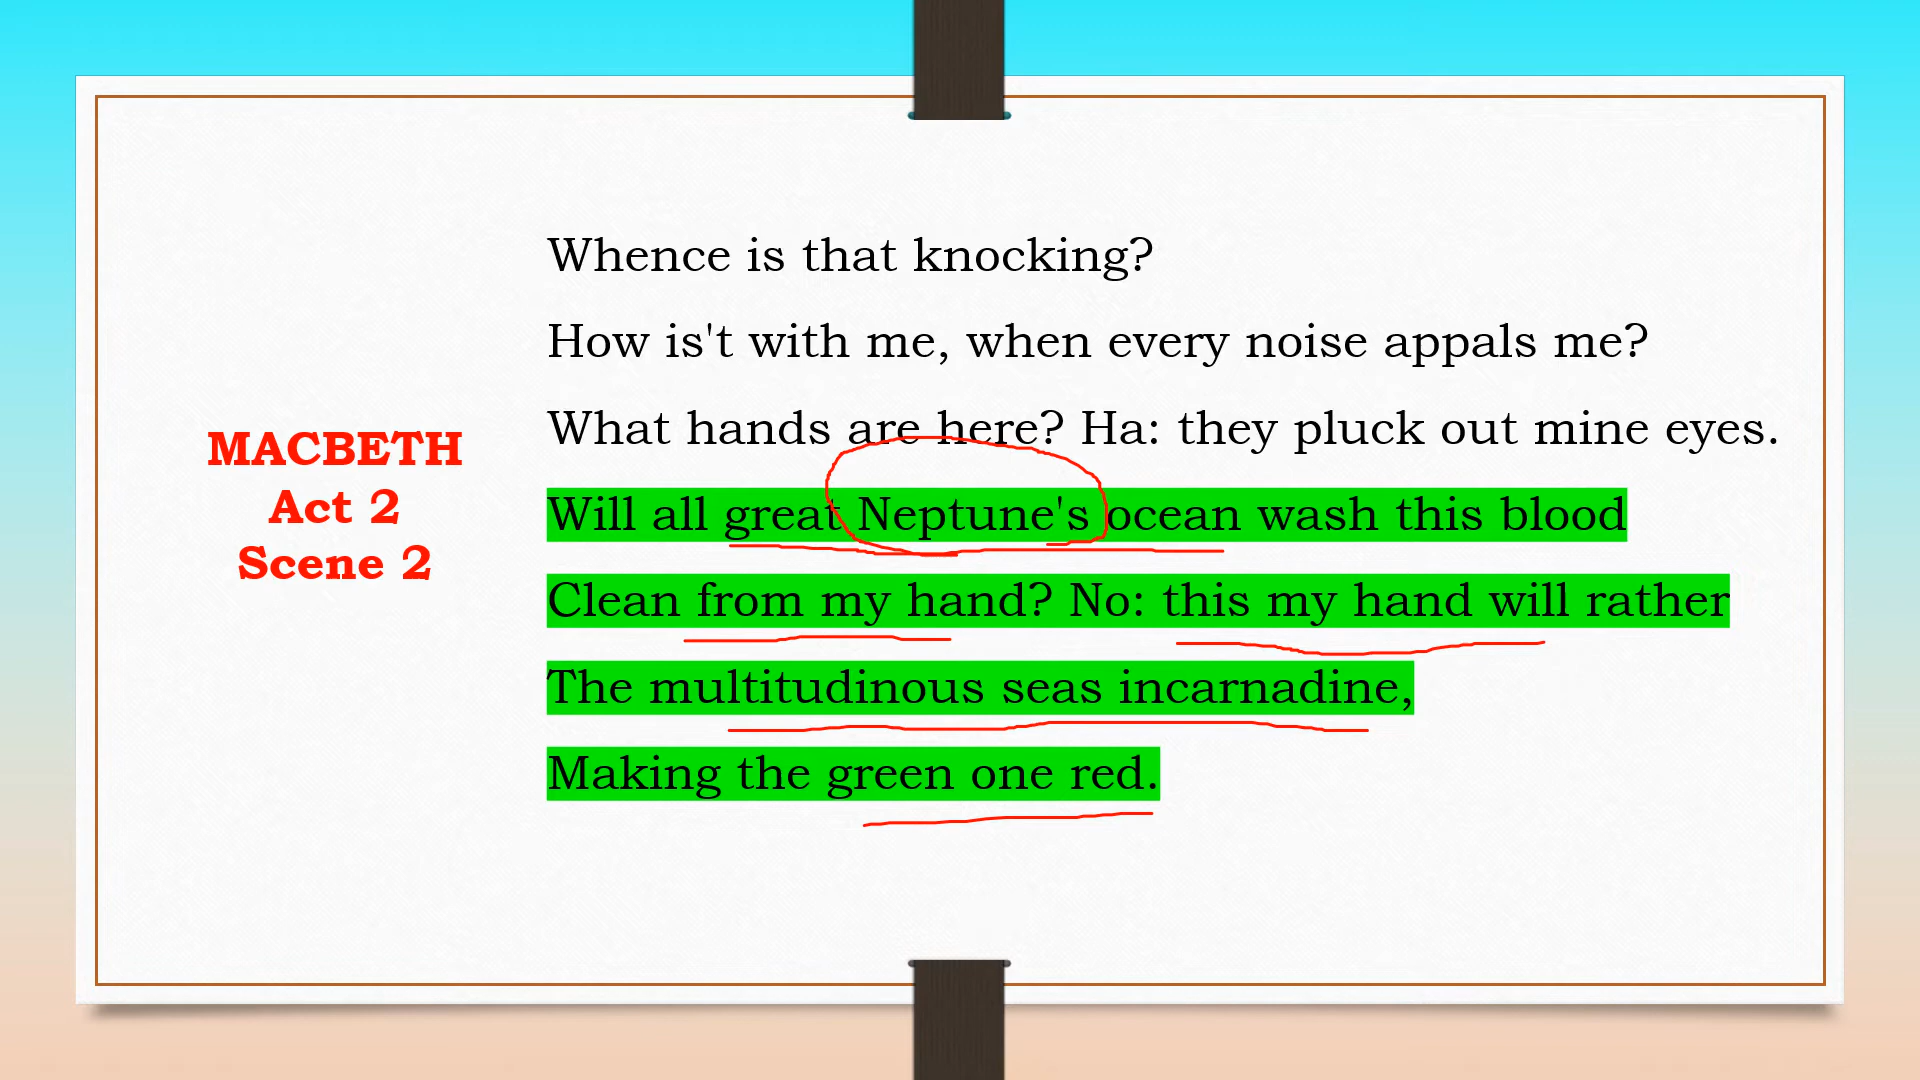 MACBETH
Act 2
Scene 2
Whence is that knocking?
How is't with me, when every noise appals me?
What hands are here? Ha: they pluck out mine eyes.
Will all great Neptune's ocean wash this blood
Clean from my hand? No: this my hand will rather
The multitudinous seas incarnadine,
Making the green one red.